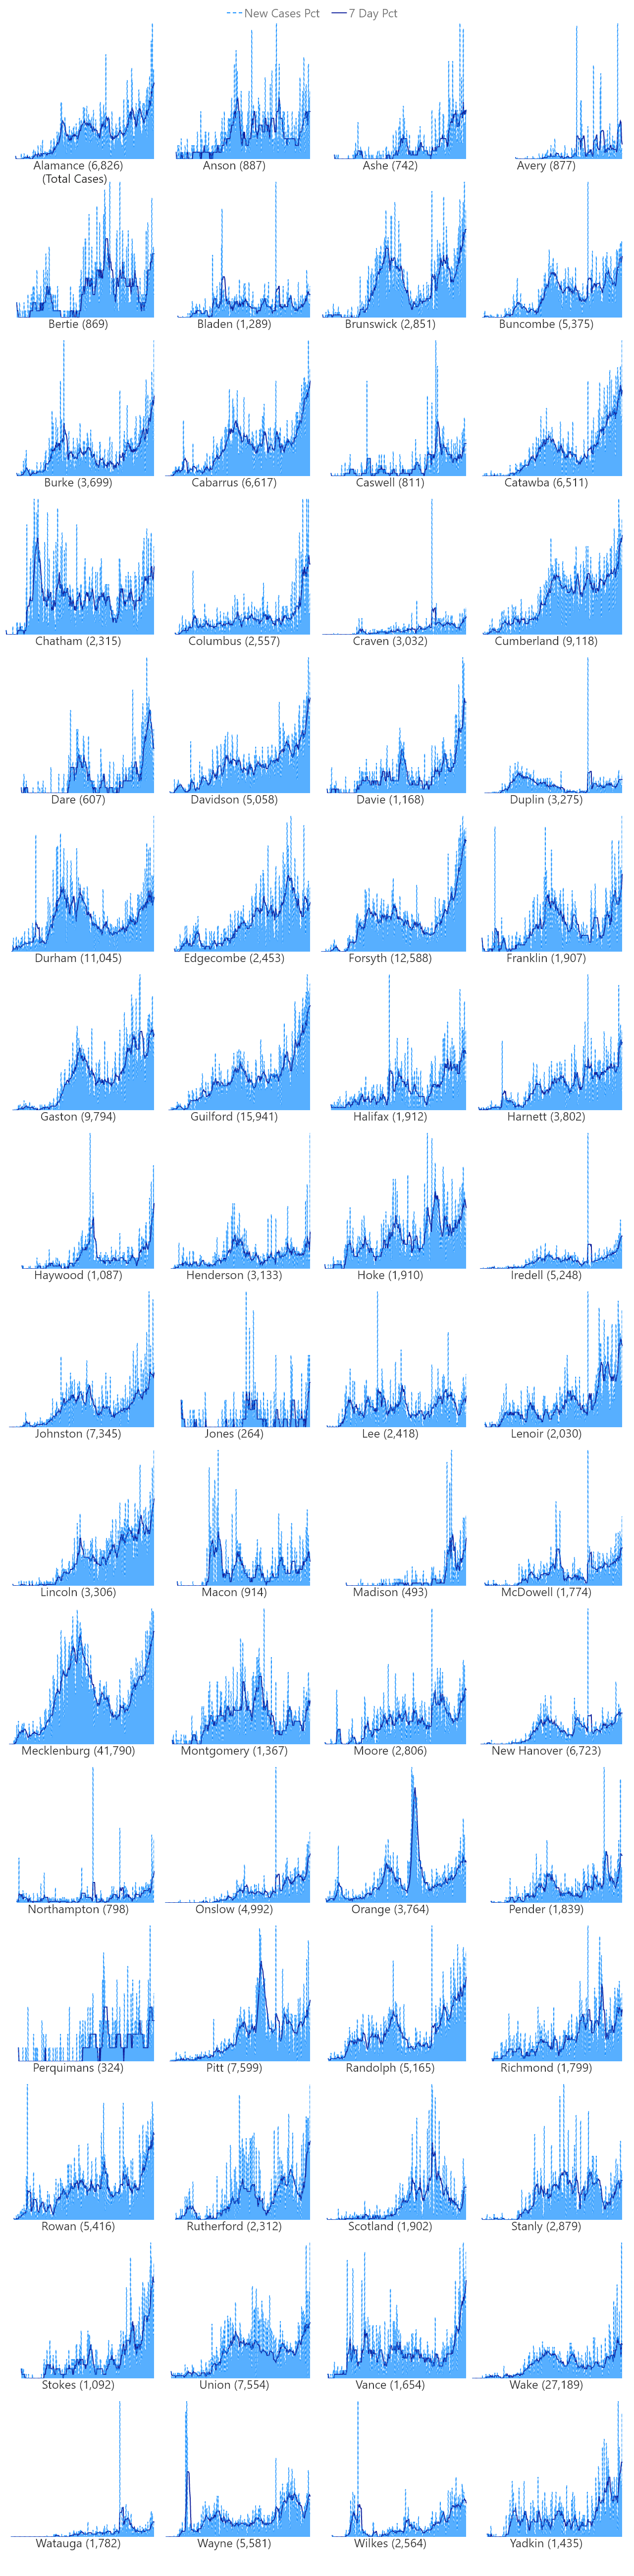 New Cases Pct 7 Day Pct
Alamance (6,826) Anson (887) Ashe (742) Avery (877)
(Total Cases)
Bertie (869) Bladen (1,289) Brunswick (2,851) Buncombe (5,375)
Burke (3,699) Cabarrus (6,617) Caswell (811) Catawba (6,511)
Chatham (2,315) Columbus (2,557) Craven (3,032) Cumberland (9,118)
Dare (607) Davidson (5,058) Davie (1,168) Duplin (3,275)
Durham (11,045) Edgecombe (2,453) Forsyth (12,588) Franklin (1,907)
Gaston (9,794) Guilford (15,941) Halifax (1,912) Harnett (3,802)
Haywood (1,087) Henderson (3,133) Hoke (1,910) Iredell (5,248)
Johnston (7,345) Jones (264) Lee (2,418) Lenoir (2,030)
Lincoln (3,306) Macon (914) Madison (493) McDowell (1,774)
Mecklenburg (41,790) Montgomery (1,367) Moore (2,806) New Hanover (6,723)
Northampton (798) Onslow (4,992) Orange (3,764) Pender (1,839)
Perquimans (324) Pitt (7,599) Randolph (5,165) Richmond (1,799)
Rowan (5,416) Rutherford (2,312) Scotland (1,902) Stanly (2,879)
Stokes (1,092) Union (7,554) Vance (1,654) Wake (27,189)
Watauga (1,782) Wayne (5,581) Wilkes (2,564) Yadkin (1,435)